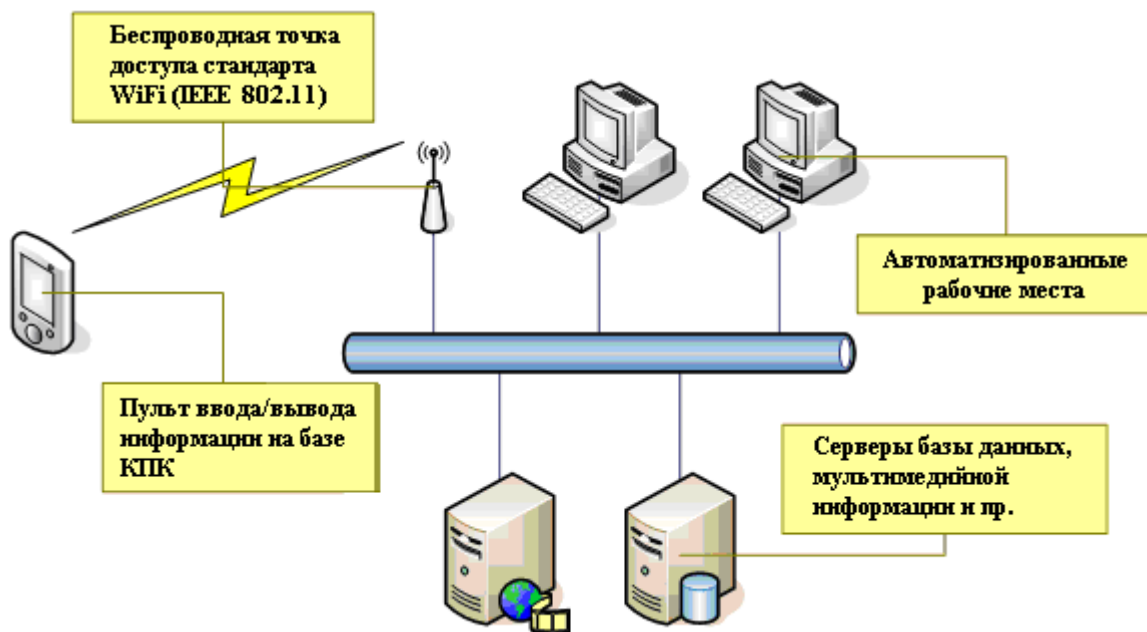 Беспроводная точка
доступа стандарта
WiFi (IEEE 802.11)
Автоматизированные
рабочие места
Пульт ввода/вывода
информации на базе
КПК
Серверы базы данных,
мультимедийной
информации и пр.